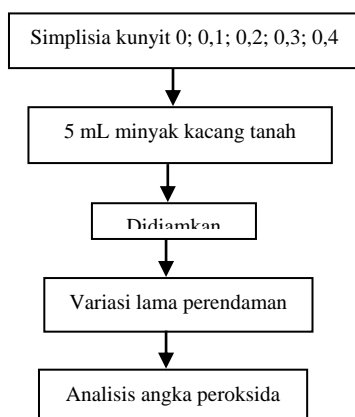 Simplisia kunyit 0; 0,1; 0,2; 0,3; 0,4
5 mL minyak kacang tanah
Didiamkan
Variasi lama perendaman
Analisis angka peroksida